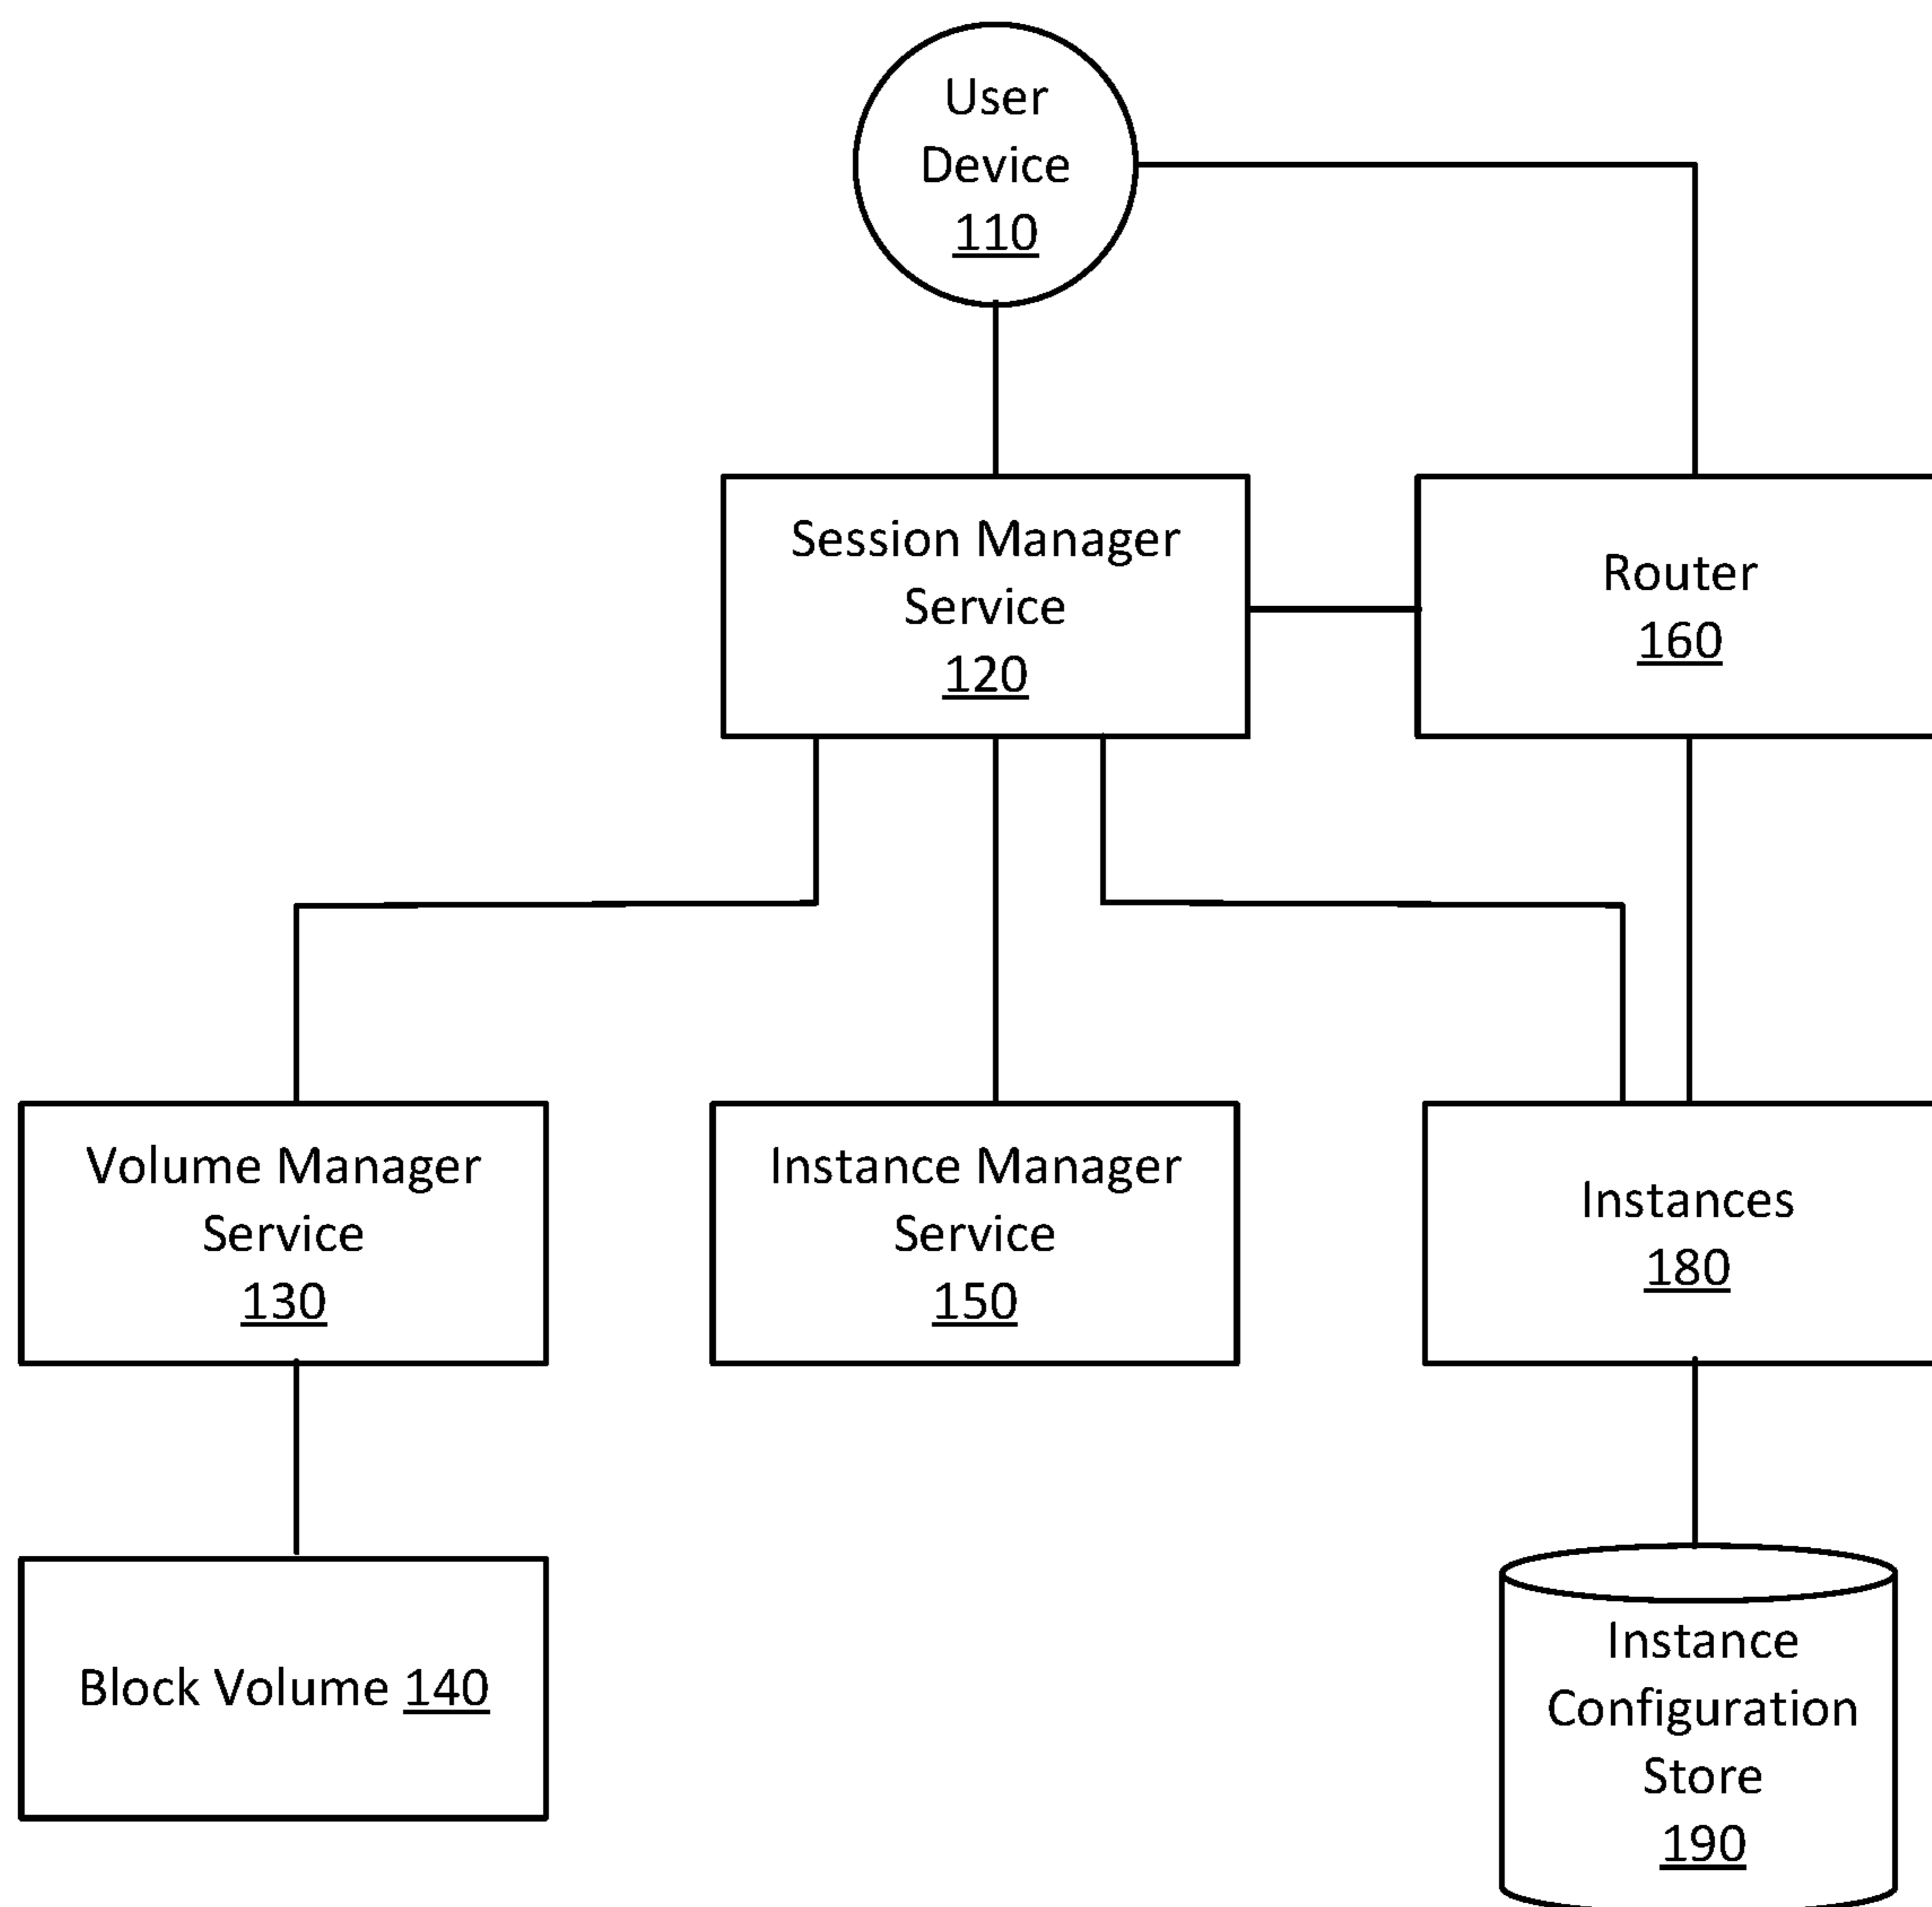 User
Device
110
Session Manager
Service
120
Router
160
Volume Manager
Service
130
Instance Manager
Service
150
Instances
180
Block Volume 140
Instance
Configuration
Store
190